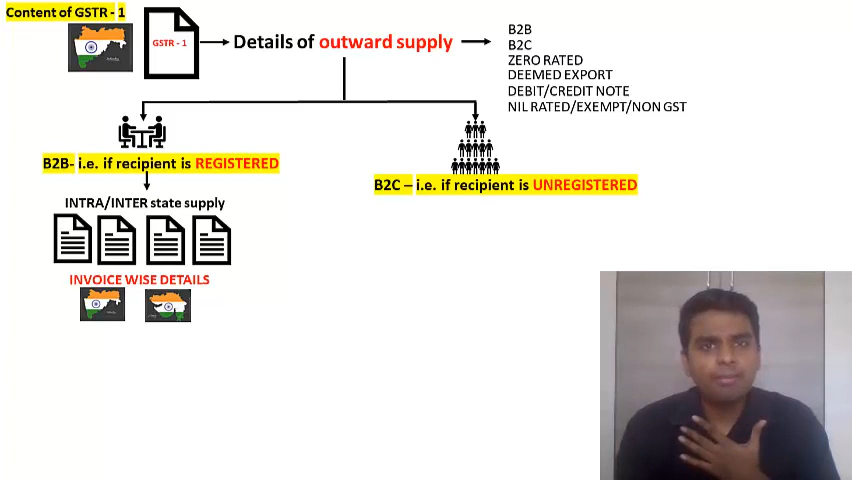 Content of GSTR - 1
GSTR - 1
Details of outward supply
B2B
B2C
ZERO RATED
DEEMED EXPORT
DEBIT/CREDIT NOTE
NIL RATED/EXEMPT/NON GST
B2B- i.e. if recipient is REGISTERED
B2C – i.e. if recipient is UNREGISTERED
INTRA/INTER state supply
INVOICE WISE DETAILS